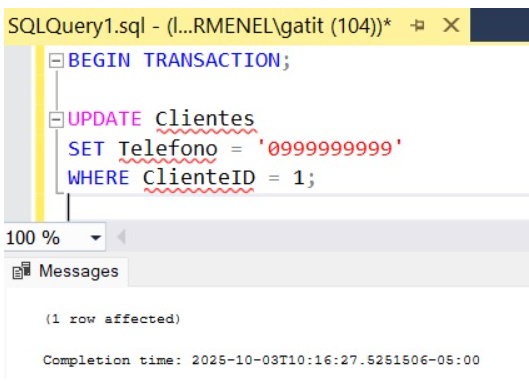 SQLQuery1.sql - (l...RMENEL\gatit (104))*
BEGIN TRANSACTION;
UPDATE Clientes
SET Telefono = '0999999999'
WHERE ClienteID = 1;
100 %
Messages
(1 row affected)
Completion time: 2025-10-03T10:16:27.5251506-05:00